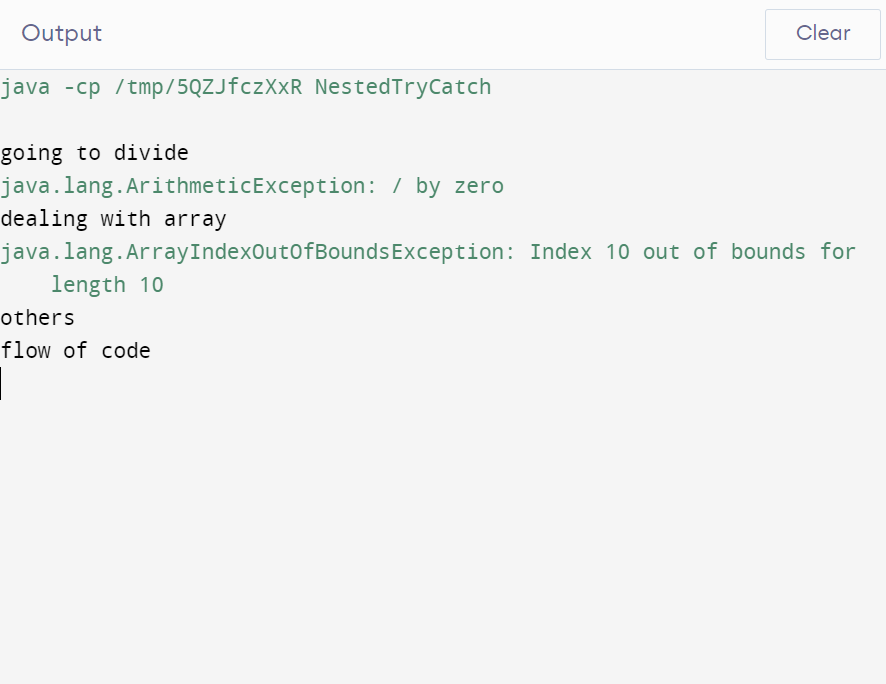 Output
Clear
java -cp /tmp/5QZJfczXxR NestedTryCatch
going to divide
java.lang.ArithmeticException: / by zero
dealing with array
java.lang.ArrayIndexOutOfBoundsException: Index 10 out of bounds for
length 10
others
flow of code